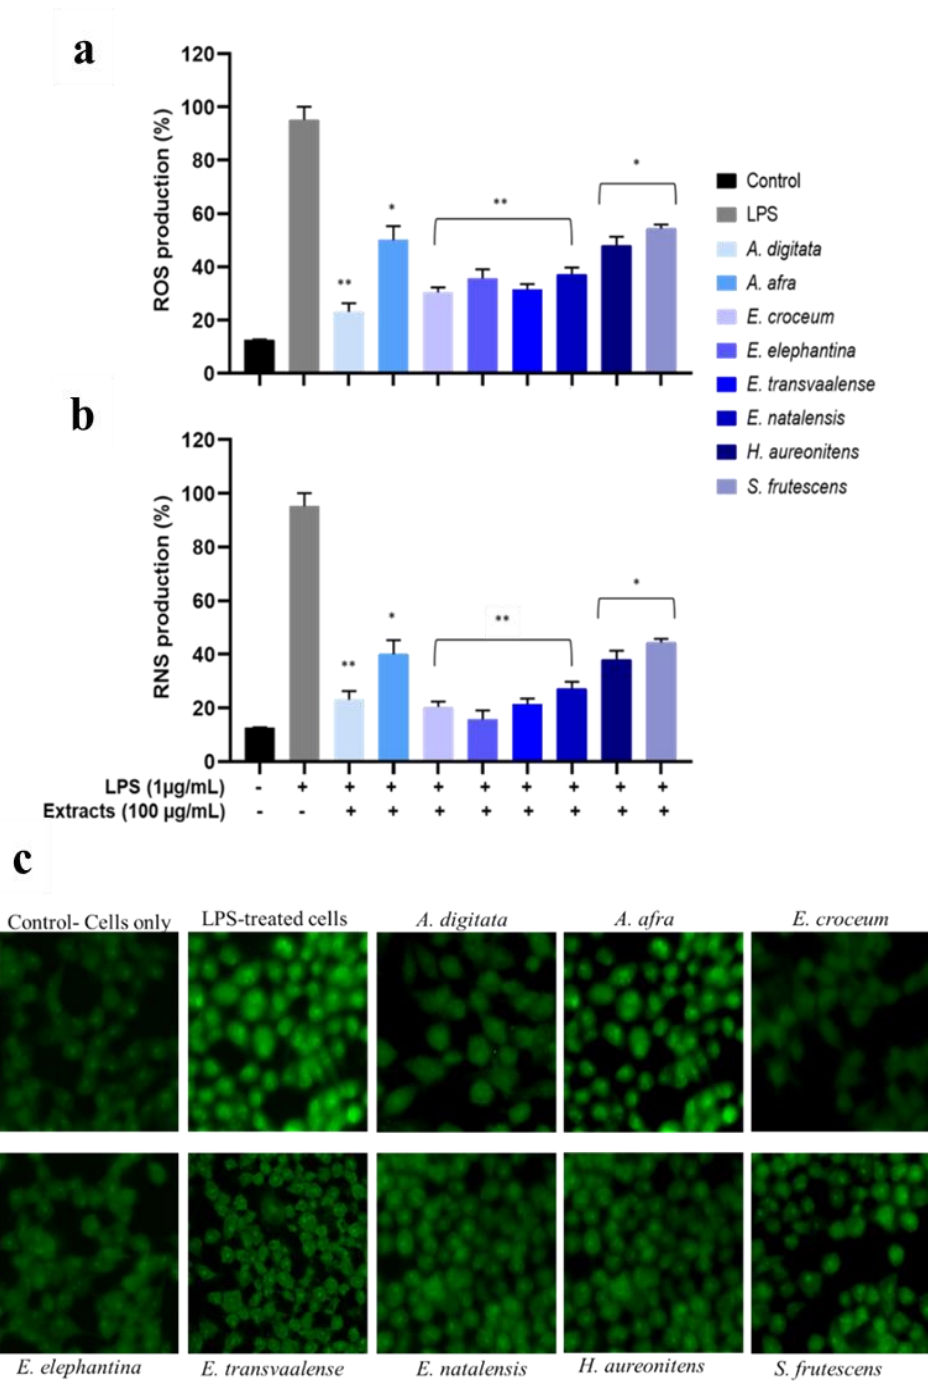 a
120
100
80
60
40
20
0
ROS production (%)
**
*
**
*
Control
LPS
A. digitata
A. afra
E. croceum
E. elephantina
E. transvaalense
E. natalensis
H. aureonitens
S. frutescens
b
120
100
80
60
40
20
0
RNS production (%)
**
*
**
*
LPS (1µg/mL) - + + + + + + + + +
Extracts (100 µg/mL) - - + + + + + + + +
c
Control- Cells only LPS-treated cells A. digitata A. afra E. croceum
E. elephantina E. transvaalense E. natalensis H. aureonitens S. frutescens